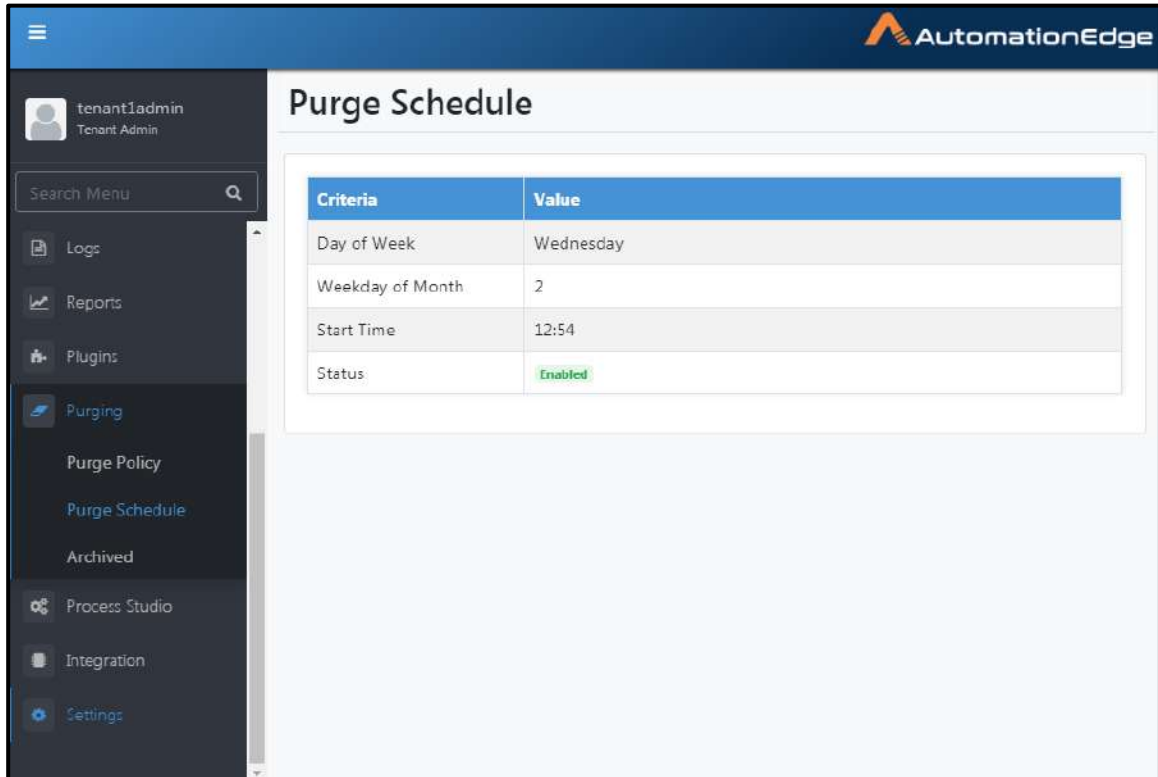 AutomationEdge
tenant1admin
Tenant Admin
Search Menu
Logs
Reports
Plugins
Purging
Purge Policy
Purge Schedule
Archived
Process Studio
Integration
Settings
Purge Schedule
Criteria Value
Day of Week Wednesday
Weekday of Month 2
Start Time 12:54
Status Enabled